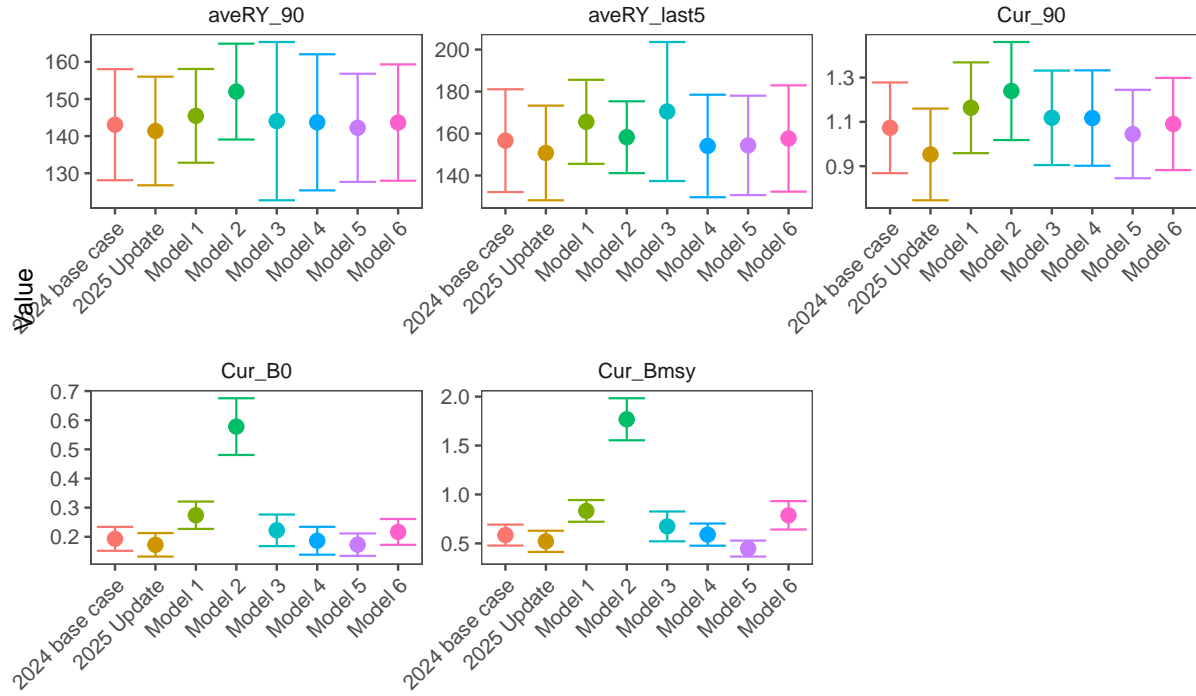 aveRY_90
160
150
140
130
2024 base case
2025 Update
Model 1
Model 2
Model 3
Model 4
Model 5
Model 6
aveRY_last5
200
180
160
140
2024 base case
2025 Update
Model 1
Model 2
Model 3
Model 4
Model 5
Model 6
Cur_90
1.3
1.1
0.9
2024 base case
2025 Update
Model 1
Model 2
Model 3
Model 4
Model 5
Model 6
Value
Cur_B0
0.7
0.6
0.5
0.4
0.3
0.2
2024 base case
2025 Update
Model 1
Model 2
Model 3
Model 4
Model 5
Model 6
Cur_Bmsy
2.0
1.5
1.0
0.5
2024 base case
2025 Update
Model 1
Model 2
Model 3
Model 4
Model 5
Model 6